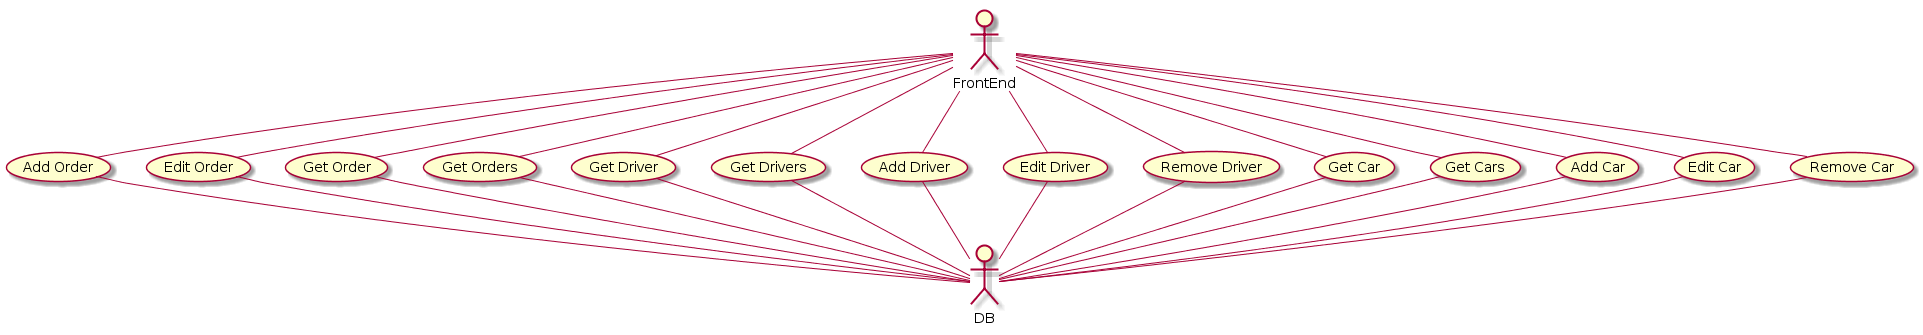 FrontEnd
Add Order
Edit Order
Get Order
Get Orders
Get Driver
Get Drivers
Add Driver
Edit Driver
Remove Driver
Get Car
Get Cars
Add Car
Edit Car
Remove Car
DB